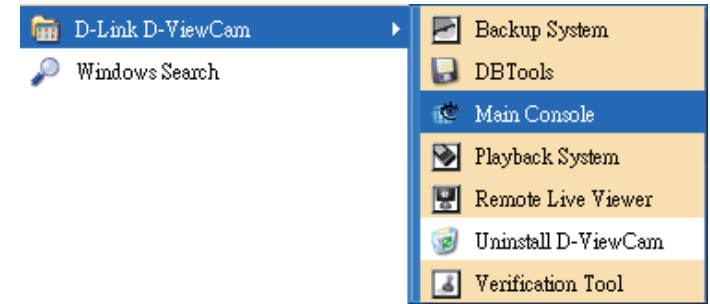 D-Link D-ViewCam
Windows Search
Backup System
DBTools
Main Console
Playback System
Remote Live Viewer
Uninstall D-ViewCam
Verification Tool